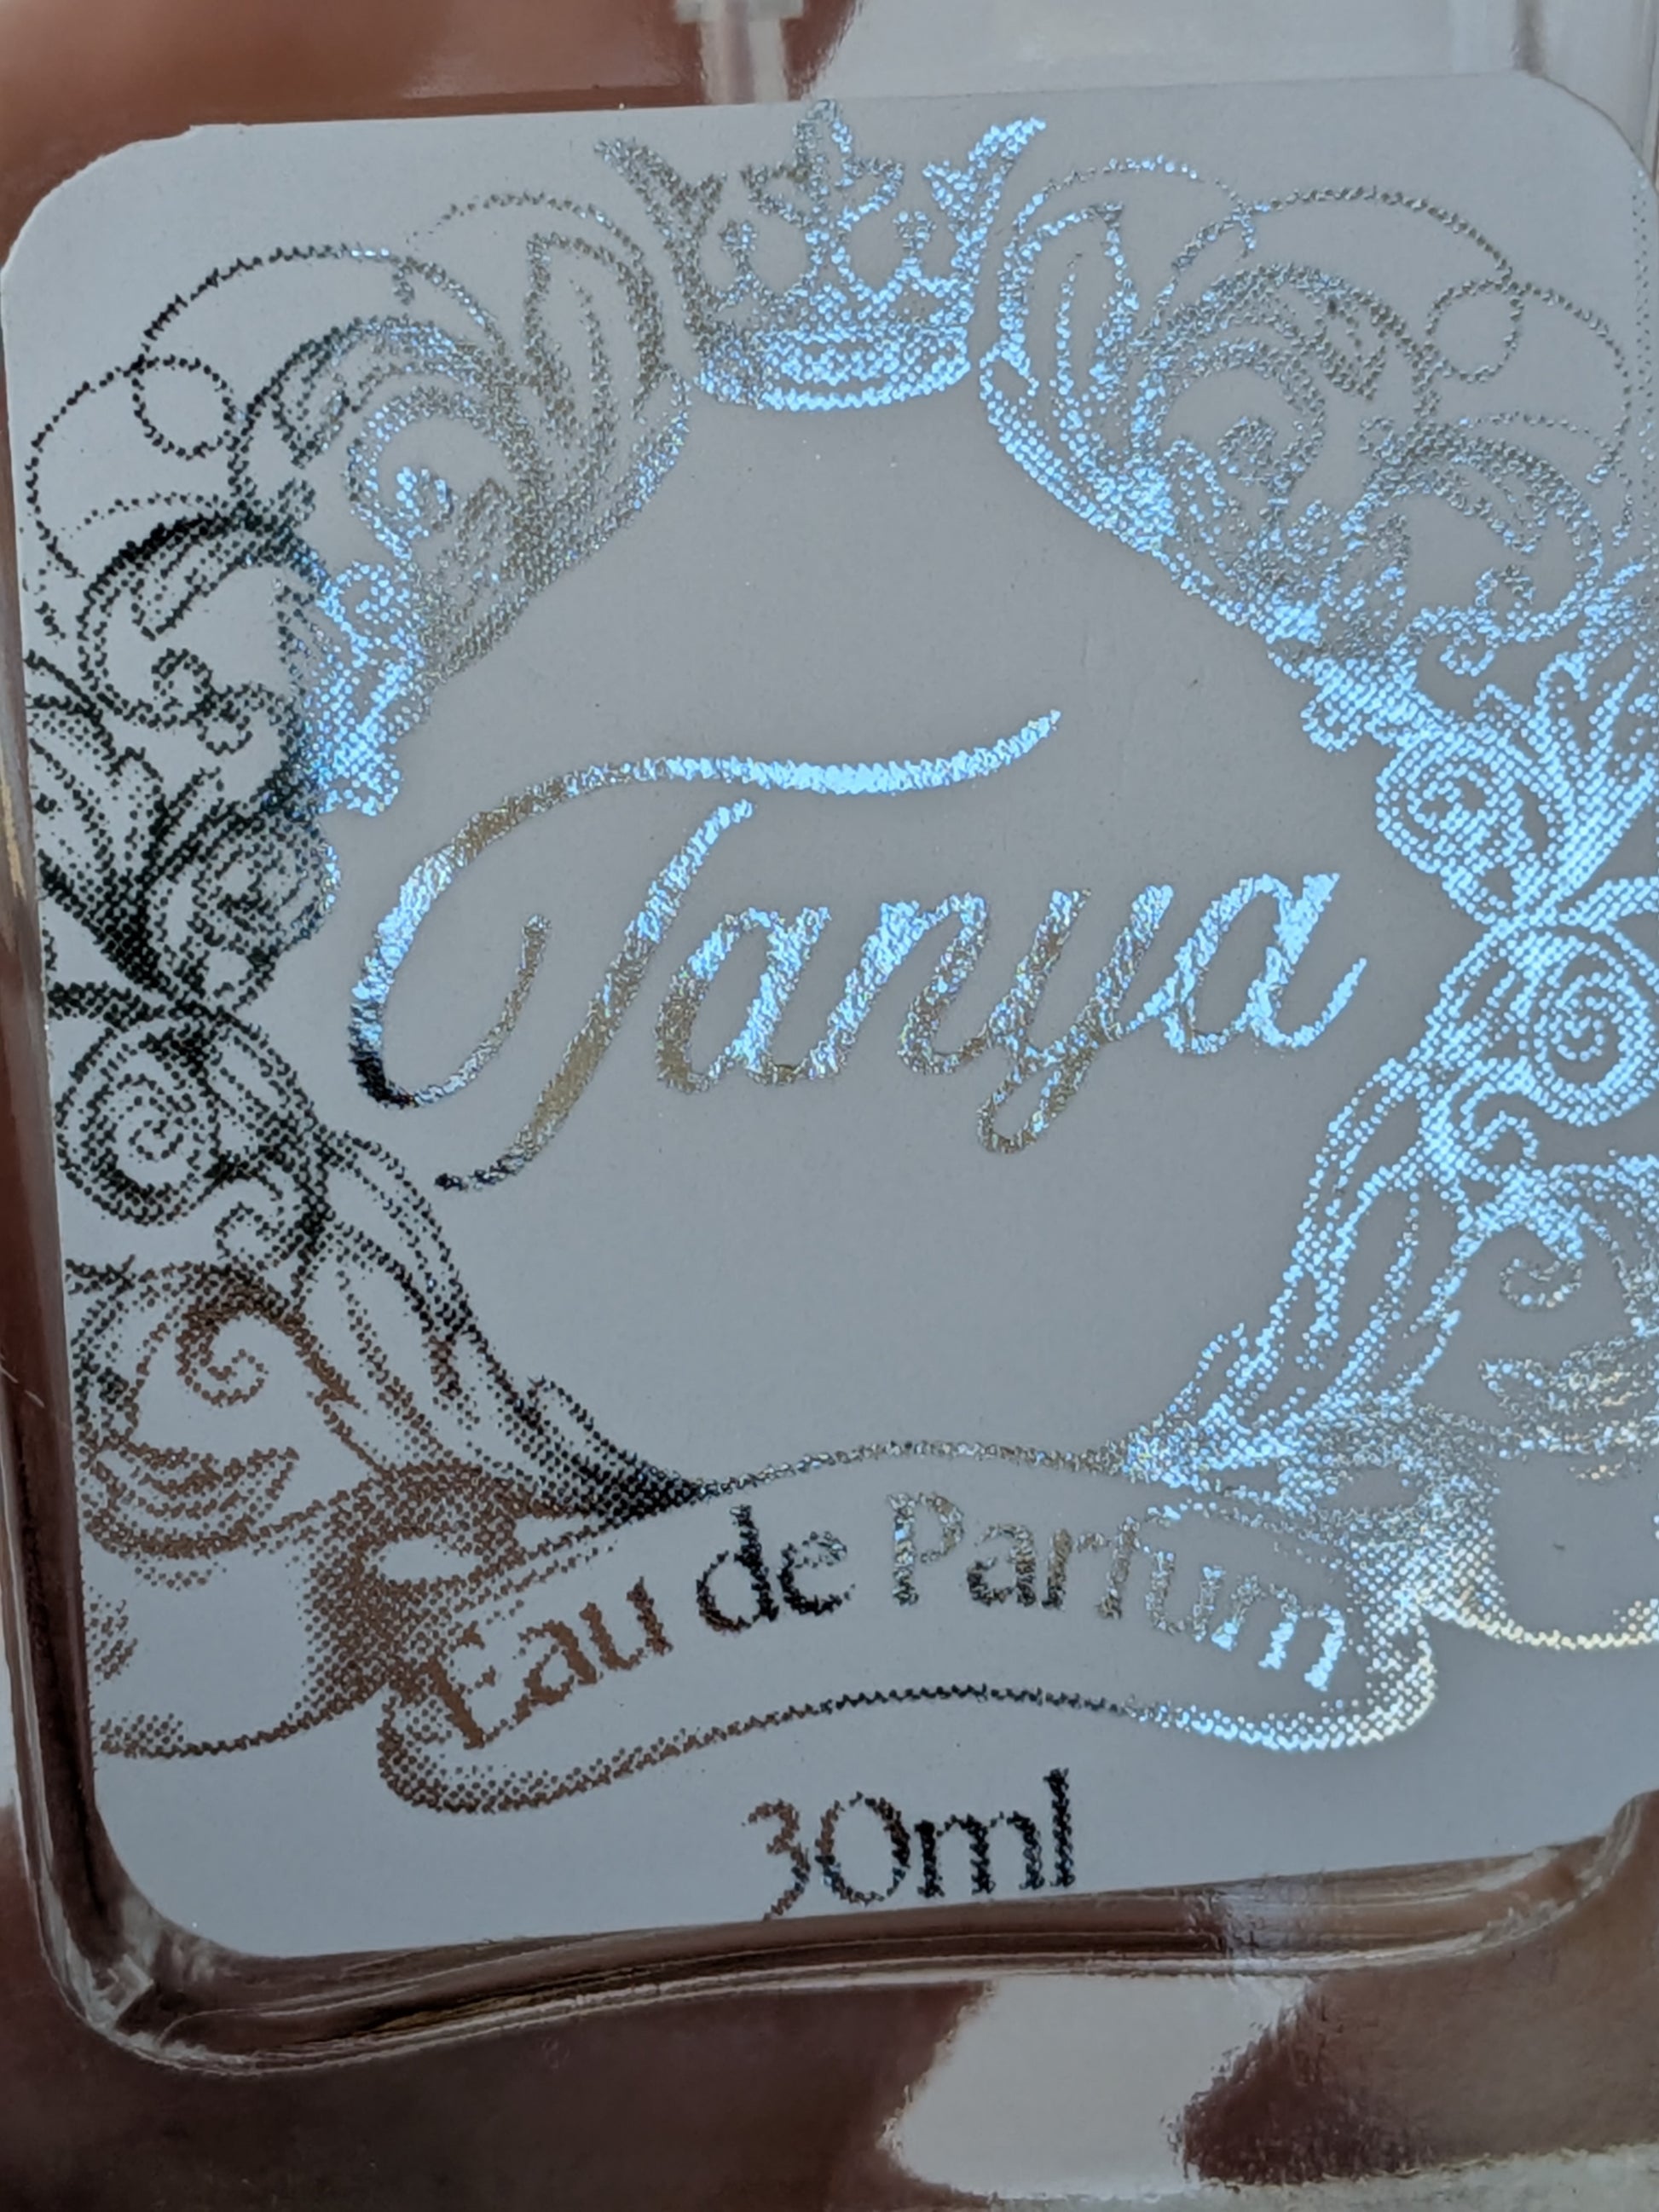 Tanya
Eau de Parfum
30ml